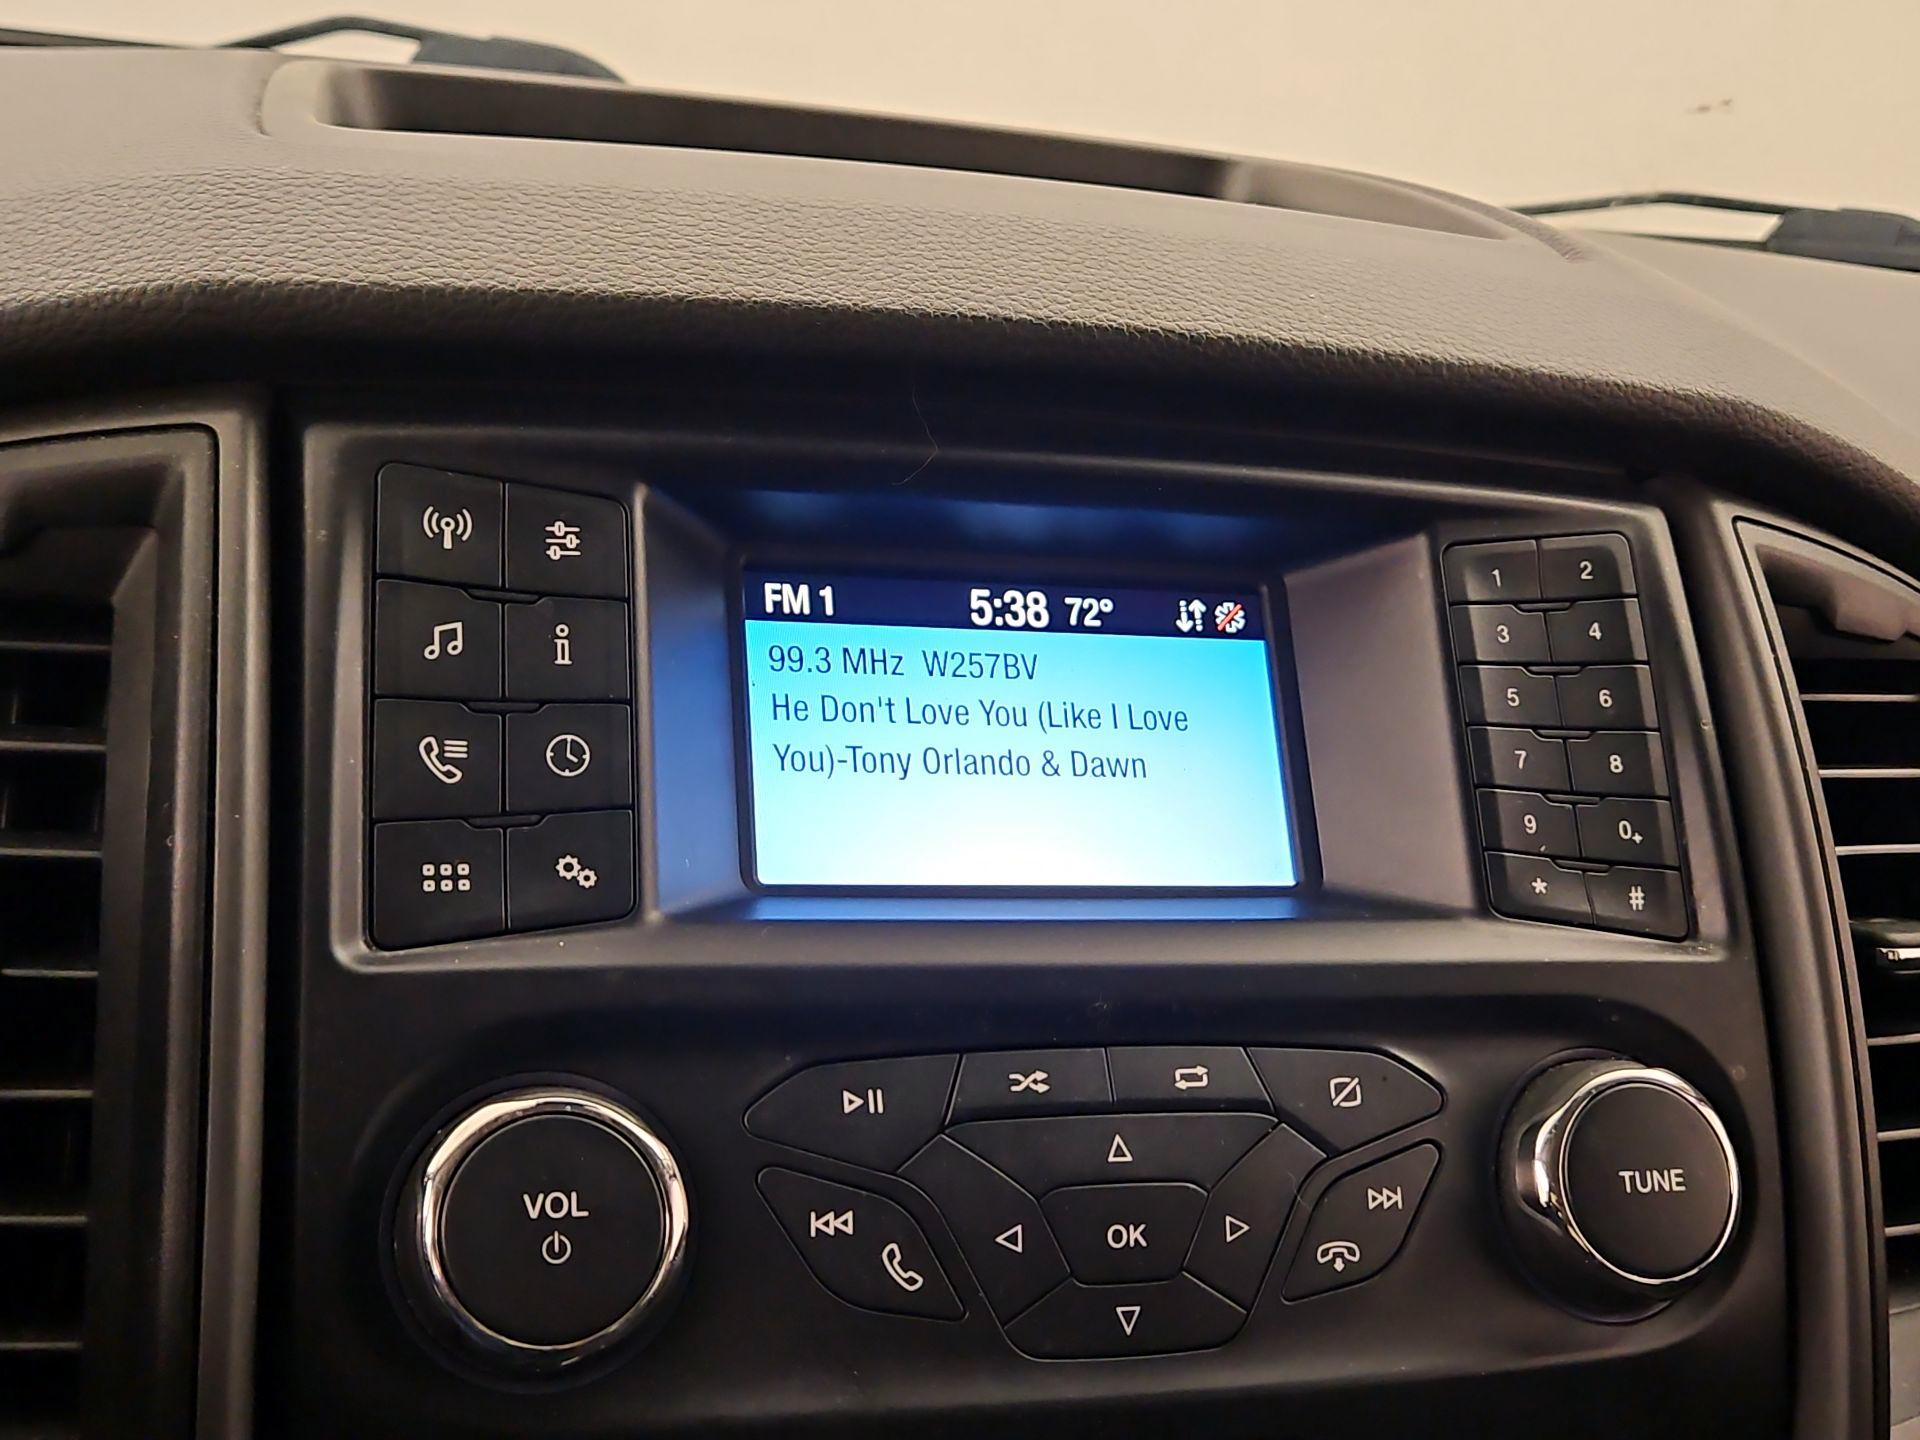 FM 1 5:38 72°
99.3 MHz W257BV
He Don't Love You (Like I Love
You)-Tony Orlando & Dawn
1 2
3 4
5 6
7 8
9 0+
* #
VOL
OK
TUNE